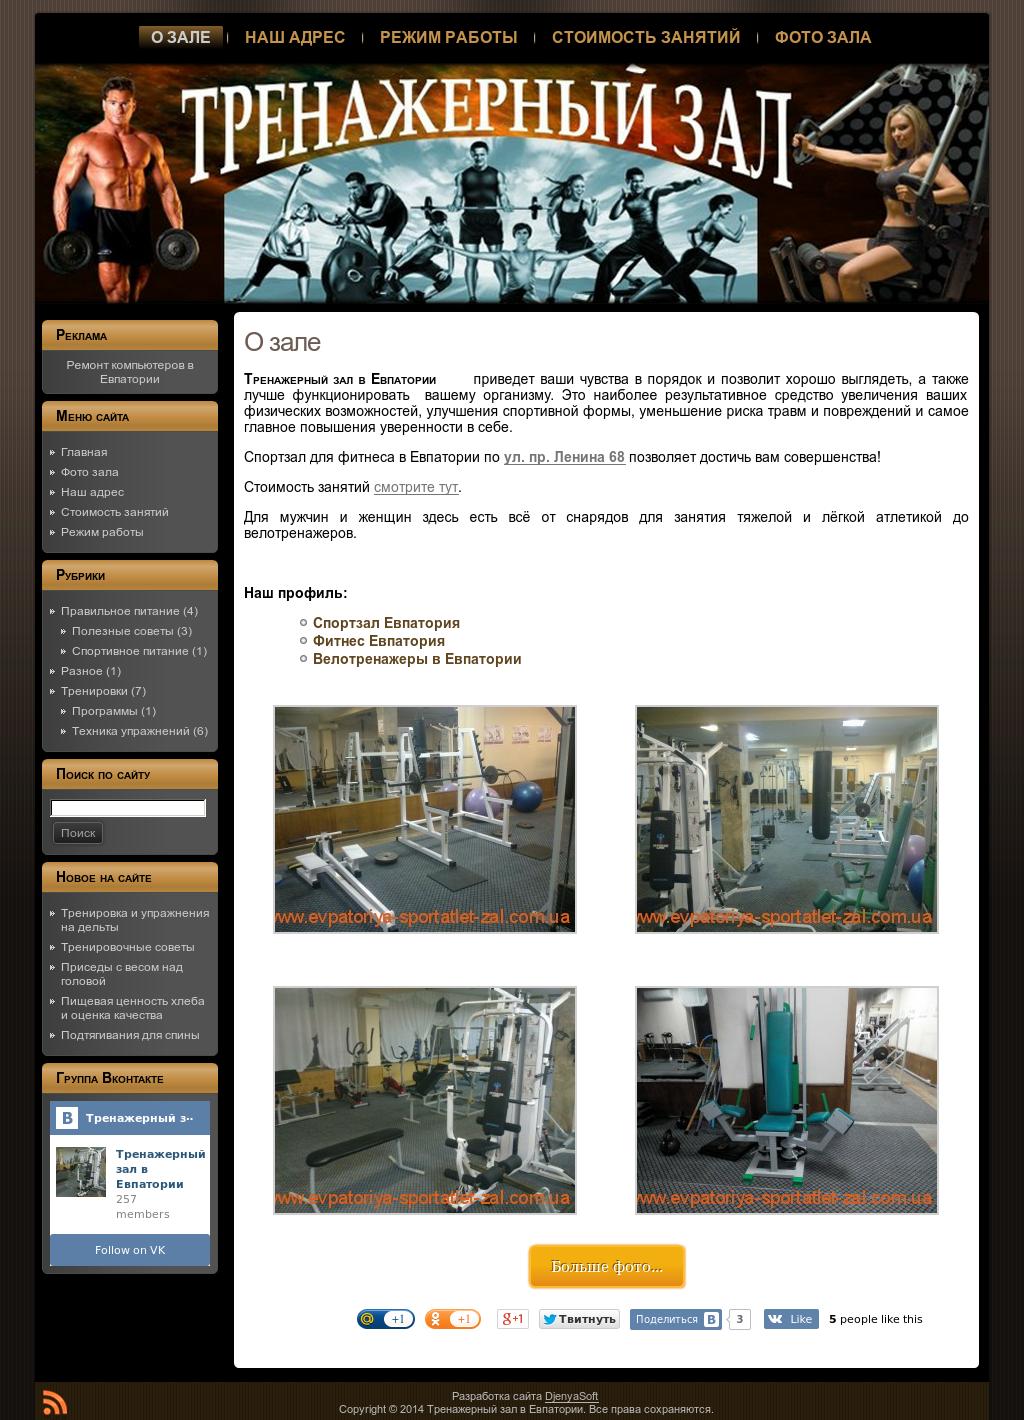 О ЗАЛЕ
НАШ АДРЕС
РЕЖИМ РАБОТЫ
СТОИМОСТЬ ЗАНЯТИЙ
ФОТО ЗАЛА
ТРЕНАЖЕРНЫЙ ЗАЛ
Реклама
Ремонт компьютеров в
Евпатории
Меню сайта
Главная
Фото зала
Наш адрес
Стоимость занятий
Режим работы
Рубрики
Правильное питание (4)
Полезные советы (3)
Спортивное питание (1)
Разное (1)
Тренировки (7)
Программы (1)
Техника упражнений (6)
Поиск по сайту
Поиск
Новое на сайте
Тренировка и упражнения
на дельты
Тренировочные советы
Приседы с весом над
головой
Пищевая ценность хлеба
и оценка качества
Подтягивания для спины
Группа Вконтакте
В Тренажерный з··
Тренажерный
зал в
Евпатории
257
members
Follow on VK
О зале
Тренажерный зал в Евпатории приведет ваши чувства в порядок и позволит хорошо выглядеть, а также
лучше функционировать вашему организму. Это наиболее результативное средство увеличения ваших
физических возможностей, улучшения спортивной формы, уменьшение риска травм и повреждений и самое
главное повышения уверенности в себе.
Спортзал для фитнеса в Евпатории по ул. пр. Ленина 68 позволяет достичь вам совершенства!
Стоимость занятий смотрите тут.
Для мужчин и женщин здесь есть всё от снарядов для занятия тяжелой и лёгкой атлетикой до
велотренажеров.
Наш профиль:
Спортзал Евпатория
Фитнес Евпатория
Велотренажеры в Евпатории
www.evpatoriya-sportatlet-zal.com.ua
www.evpatoriya-sportatlet-zal.com.ua
www.evpatoriya-sportatlet-zal.com.ua
www.evpatoriya-sportatlet-zal.com.ua
Больше фото...
@ +1
+1
g+1
Твитнуть
Поделиться В 3
Like
5 people like this
Разработка сайта DjenyaSoft
Copyright © 2014 Тренажерный зал в Евпатории. Все права сохраняются.